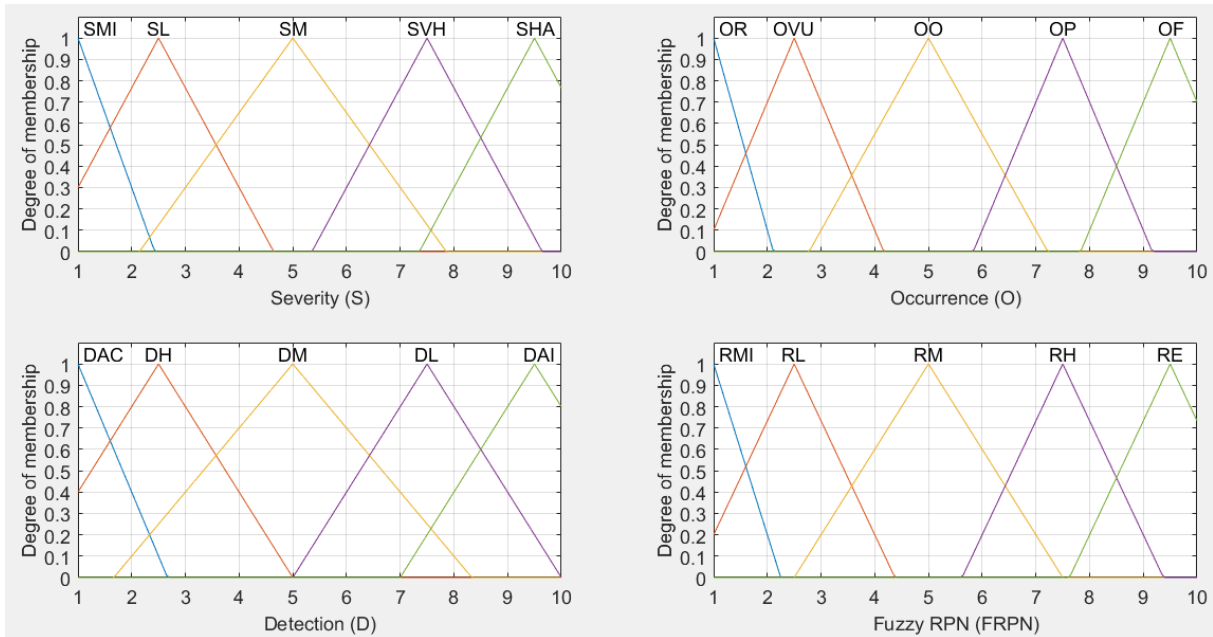 SMI SL SM SVH SHA
Degree of membership
1
0.9
0.8
0.7
0.6
0.5
0.4
0.3
0.2
0.1
0
1 2 3 4 5 6 7 8 9 10
Severity (S)
OR OVU OO OP OF
Degree of membership
1
0.9
0.8
0.7
0.6
0.5
0.4
0.3
0.2
0.1
0
1 2 3 4 5 6 7 8 9 10
Occurrence (O)
DAC DH DM DL DAI
Degree of membership
1
0.9
0.8
0.7
0.6
0.5
0.4
0.3
0.2
0.1
0
1 2 3 4 5 6 7 8 9 10
Detection (D)
RMI RL RM RH RE
Degree of membership
1
0.9
0.8
0.7
0.6
0.5
0.4
0.3
0.2
0.1
0
1 2 3 4 5 6 7 8 9 10
Fuzzy RPN (FRPN)